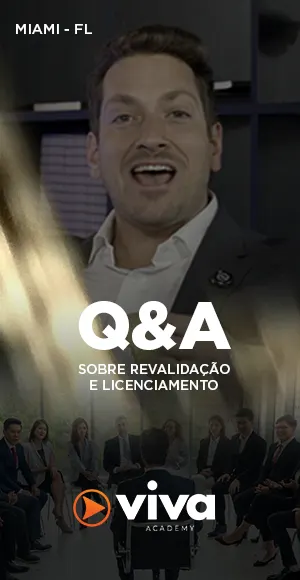 MIAMI - FL
Q&A
SOBRE REVALIDAÇÃO
E LICENCIAMENTO
viva
ACADEMY